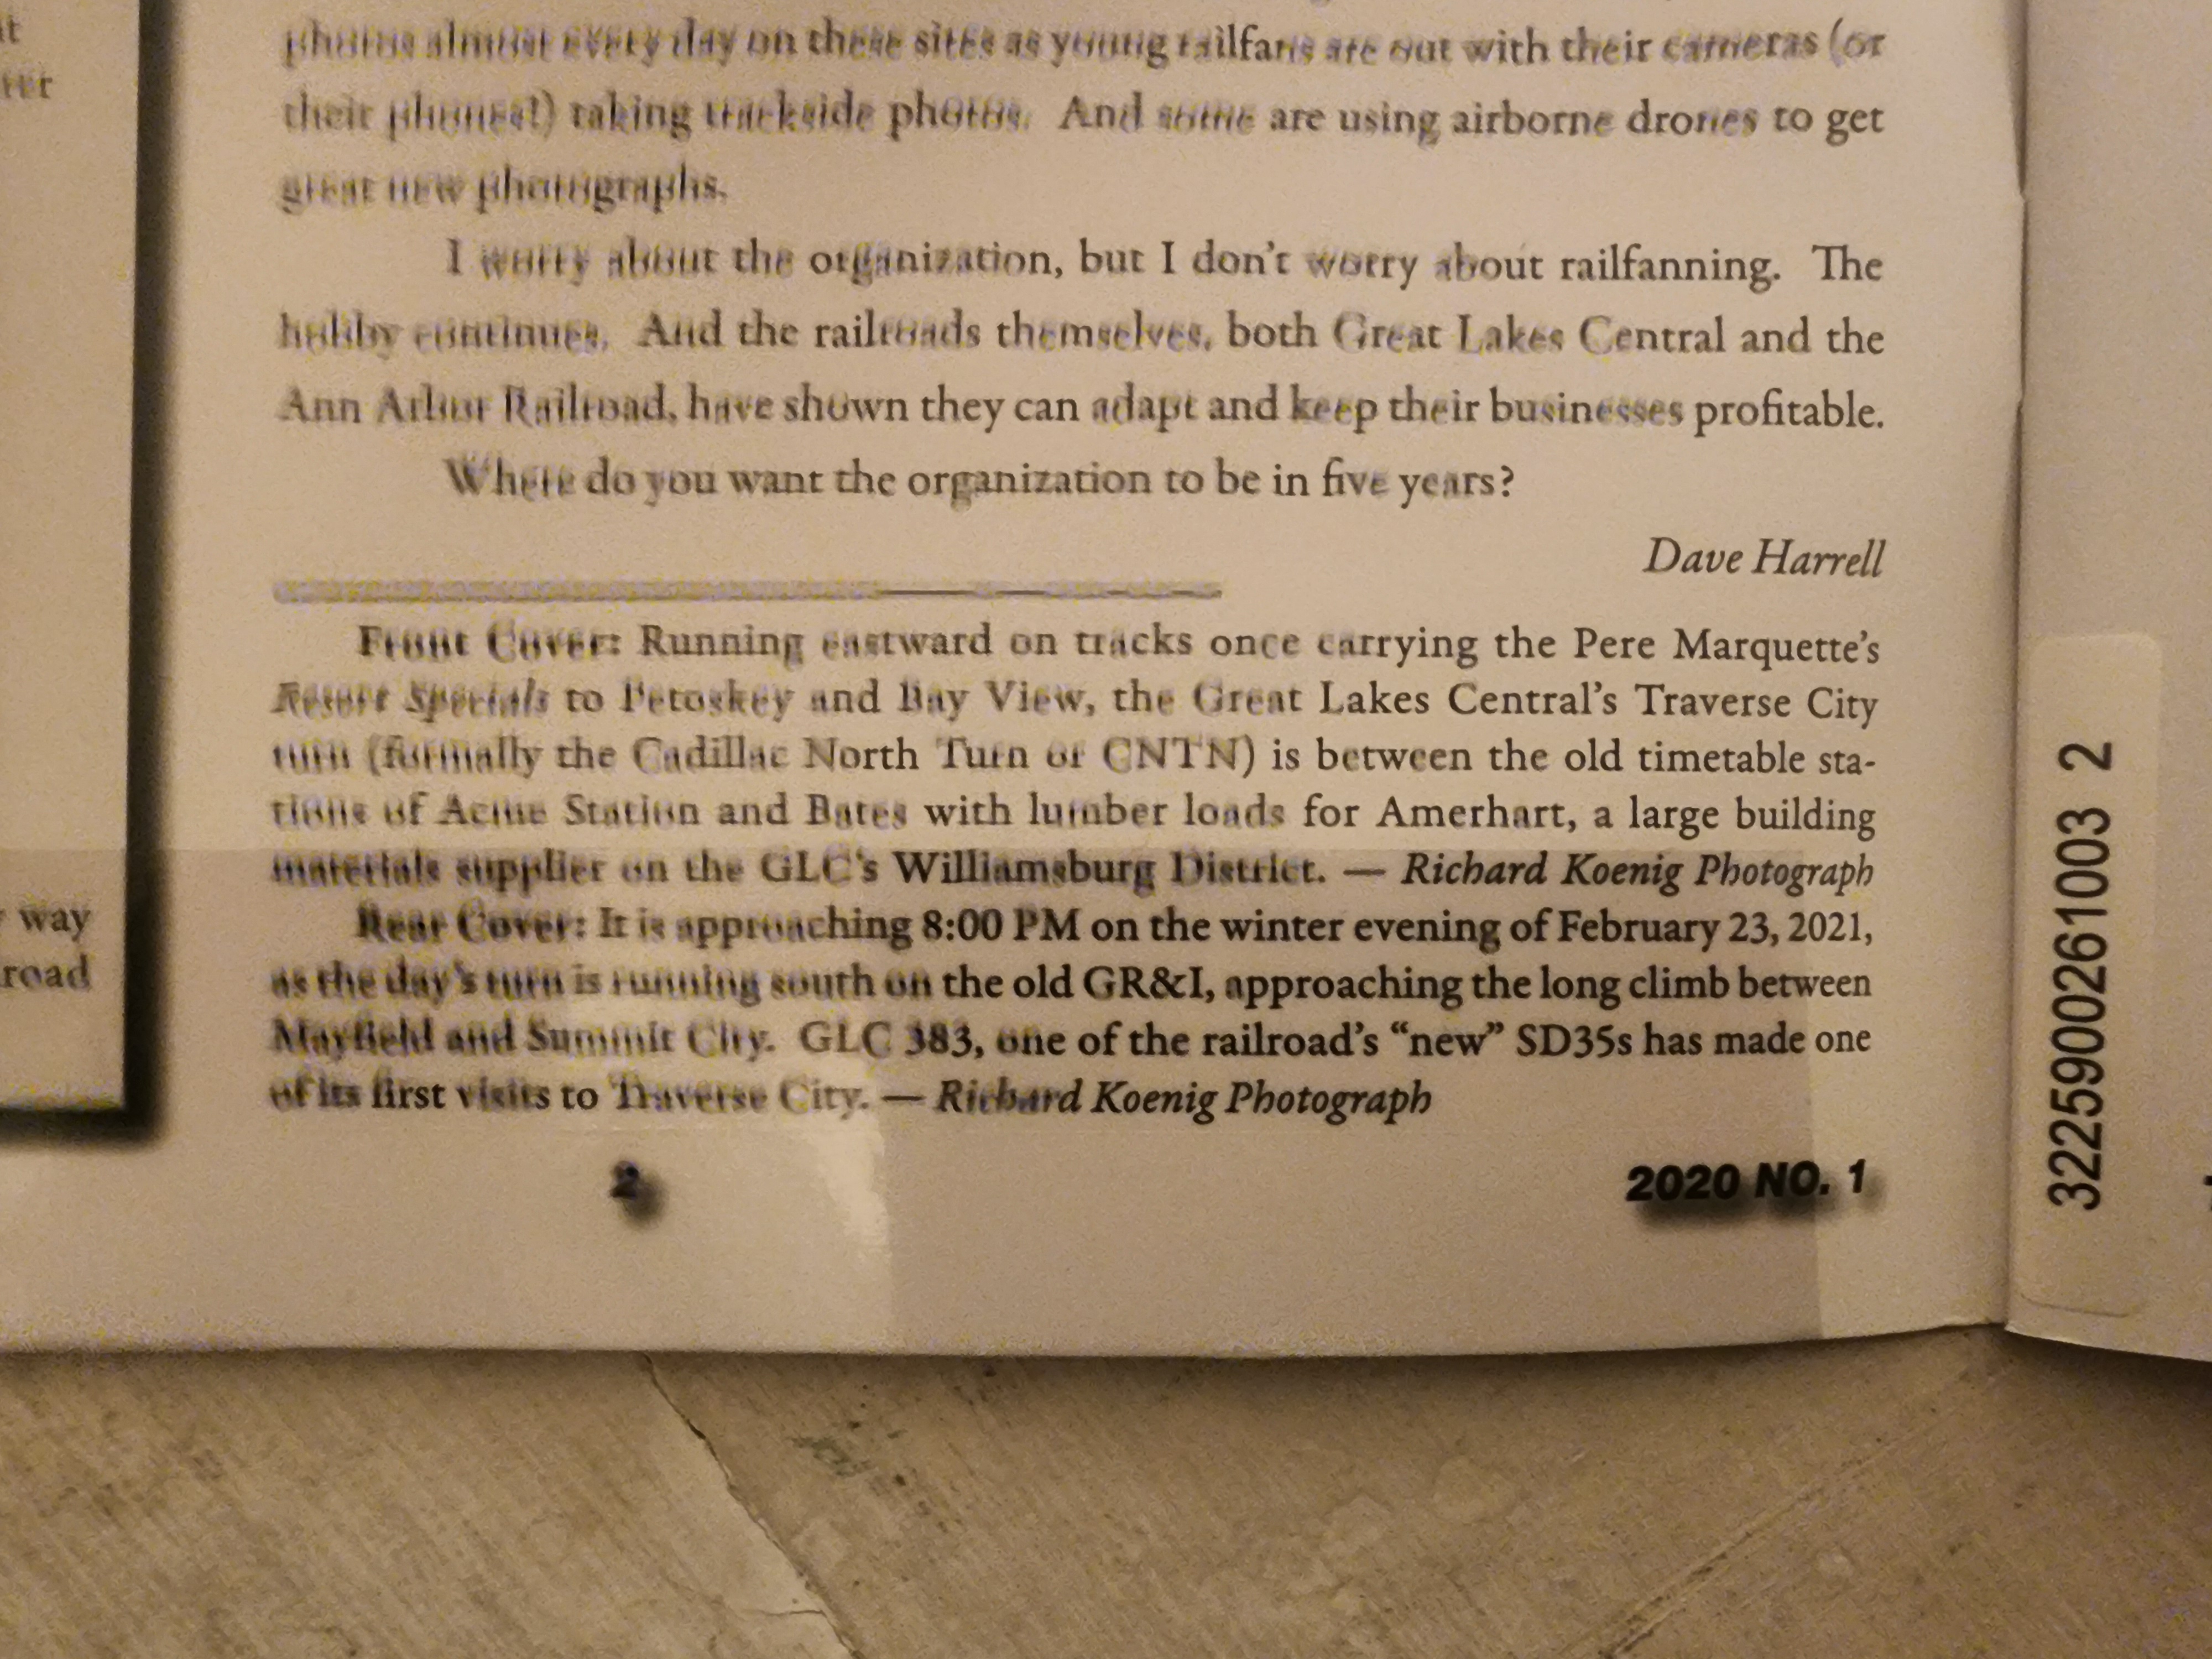 photos almost every day on these sites as young railfans are out with their cameras (or
their phones!) taking trackside photos. And some are using airborne drones to get
great new photographs.
I worry about the organization, but I don't worry about railfanning. The
hobby continues. And the railroads themselves, both Great Lakes Central and the
Ann Arbor Railroad, have shown they can adapt and keep their businesses profitable.
Where do you want the organization to be in five years?
Dave Harrell
Front Cover: Running eastward on tracks once carrying the Pere Marquette's
Resort Specials to Petoskey and Bay View, the Great Lakes Central's Traverse City
turn (formally the Cadillac North Turn or CNTN) is between the old timetable sta-
tions of Acme Station and Bates with lumber loads for Amerhart, a large building
materials supplier on the GLC's Williamsburg District. — Richard Koenig Photograph
Rear Cover: It is approaching 8:00 PM on the winter evening of February 23, 2021,
as the day's turn is running south on the old GR&I, approaching the long climb between
Mayfield and Summit City. GLC 383, one of the railroad's "new" SD35s has made one
of its first visits to Traverse City. — Richard Koenig Photograph
2
2020 NO. 1
way
road
3225900261003 2